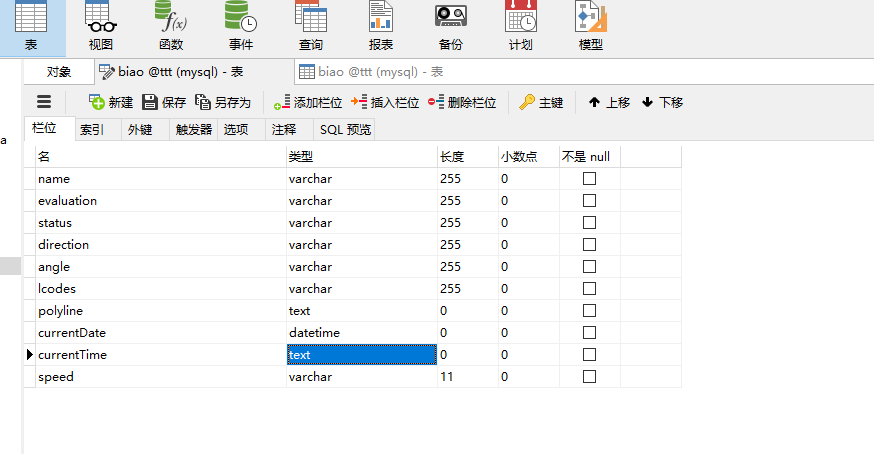 表 视图 函数 事件 查询 报表 备份 计划 模型
对象 biao @ttt (mysql) - 表 biao @ttt (mysql) - 表
新建 保存 另存为 添加栏位 插入栏位 删除栏位 主键 上移 下移
栏位 索引 外键 触发器 选项 注释 SQL 预览
a
名 类型 长度 小数点 不是 null
name varchar 255 0
evaluation varchar 255 0
status varchar 255 0
direction varchar 255 0
angle varchar 255 0
lcodes varchar 255 0
polyline text 0 0
currentDate datetime 0 0
currentTime text 0 0
speed varchar 11 0